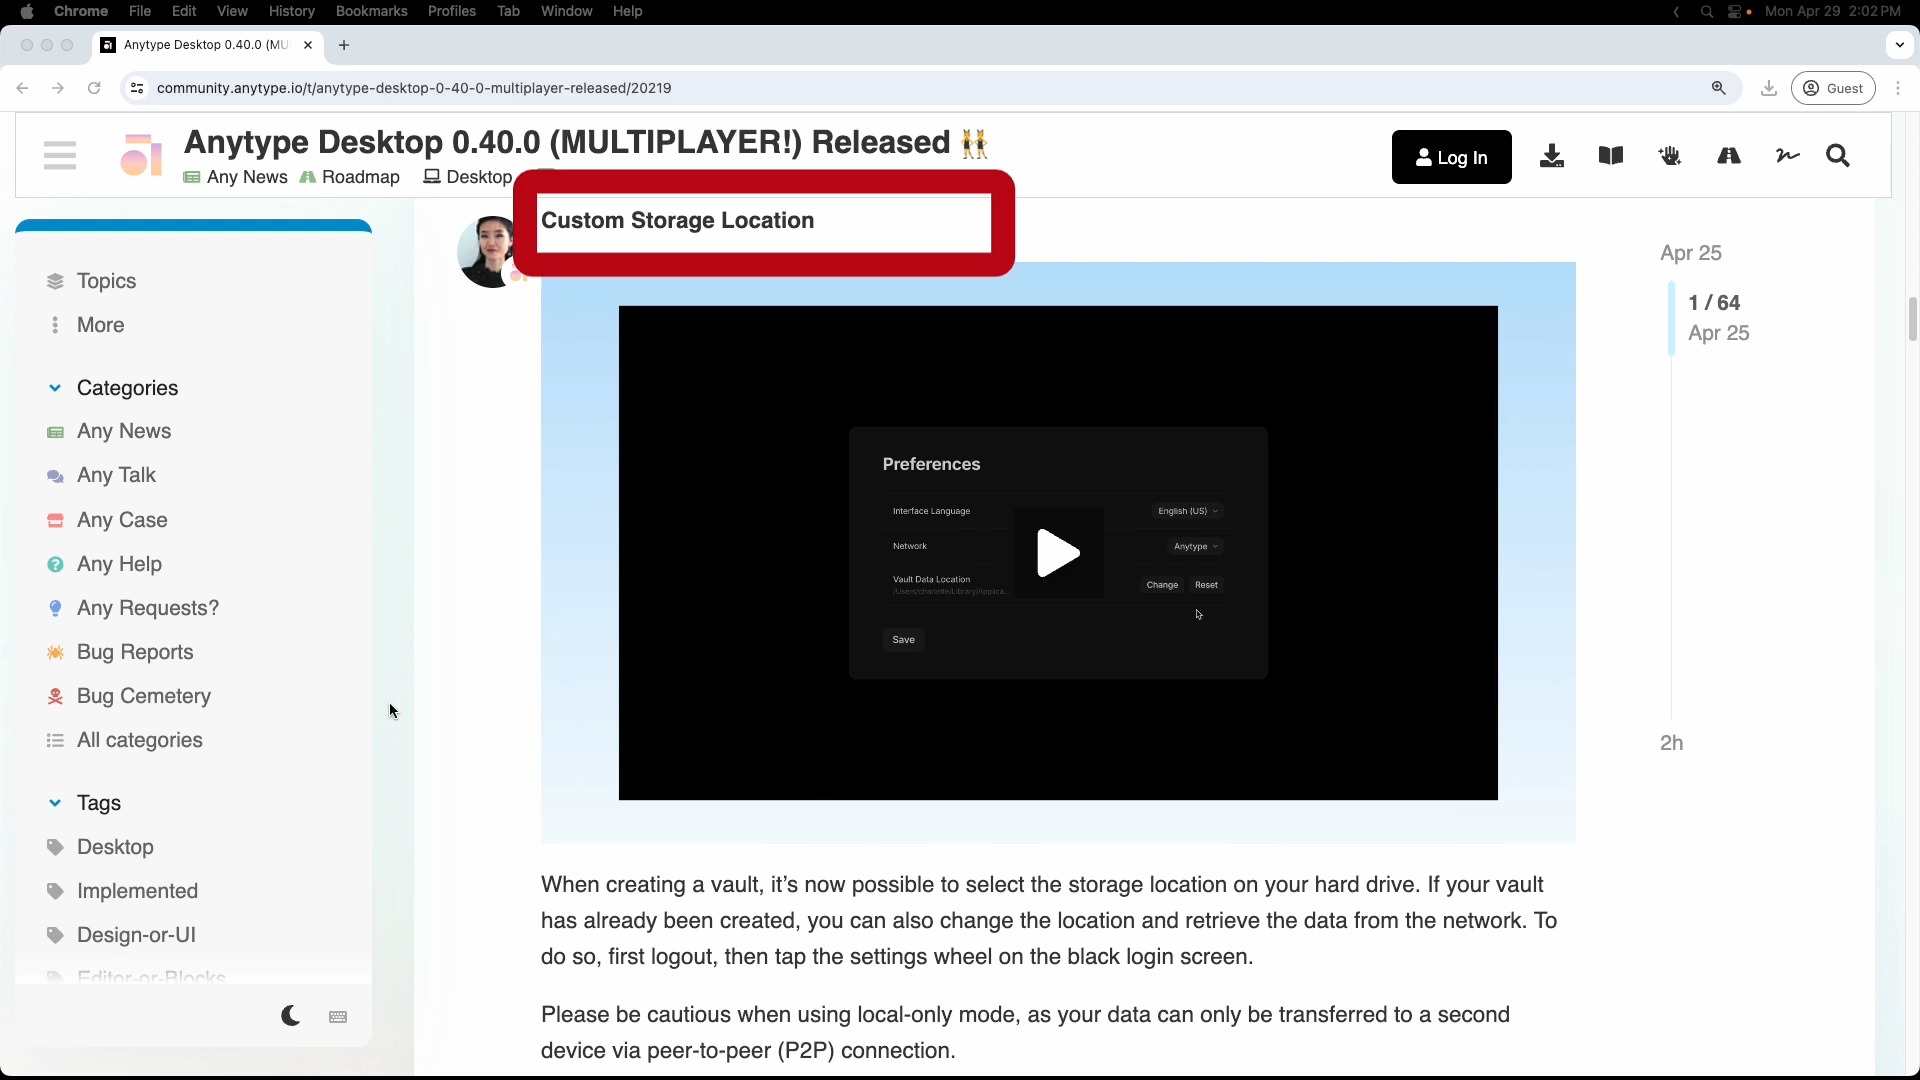 Chrome File Edit View History Bookmarks Profiles Tab Window Help Mon Apr 29 2:02 PM
Anytype Desktop 0.40.0 (MU
community.anytype.io/t/anytype-desktop-0-40-0-multiplayer-released/20219
Guest
Anytype Desktop 0.40.0 (MULTIPLAYER!) Released 👯
Any News Roadmap Desktop
Log In
Custom Storage Location
Topics
More
Categories
Any News
Any Talk
Any Case
Any Help
Any Requests?
Bug Reports
Bug Cemetery
All categories
Tags
Desktop
Implemented
Design-or-UI
Editor-or-Blocks
Preferences
Interface Language English (US)
Network Anytype
Vault Data Location Change Reset
/Users/charlotte/Library/Applica...
Save
When creating a vault, it’s now possible to select the storage location on your hard drive. If your vault
has already been created, you can also change the location and retrieve the data from the network. To
do so, first logout, then tap the settings wheel on the black login screen.
Please be cautious when using local-only mode, as your data can only be transferred to a second
device via peer-to-peer (P2P) connection.
Apr 25
1 / 64
Apr 25
2h